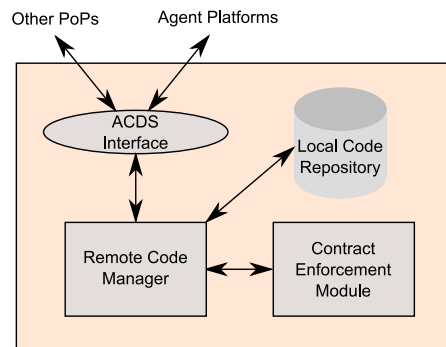 Other PoPs
Agent Platforms
ACDS
Interface
Local Code
Repository
Remote Code
Manager
Contract
Enforcement
Module